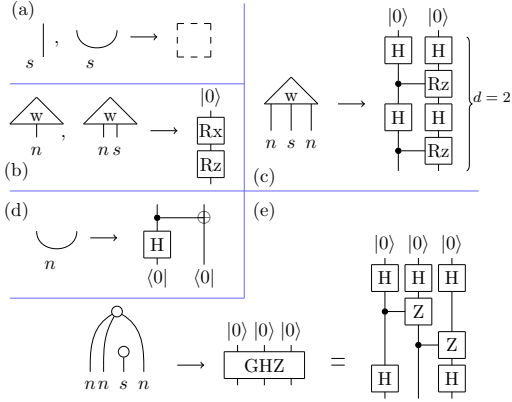 (a)
s , s
w , w
n n s
|0⟩
Rx
Rz
(b)
w
n s n
|0⟩ |0⟩
H H
Rz
H H
Rz
d = 2
(c)
(d)
n
H
⟨0| ⟨0|
(e)
n n s n
|0⟩ |0⟩ |0⟩
GHZ
=
|0⟩ |0⟩ |0⟩
H H H
Z
Z
H H